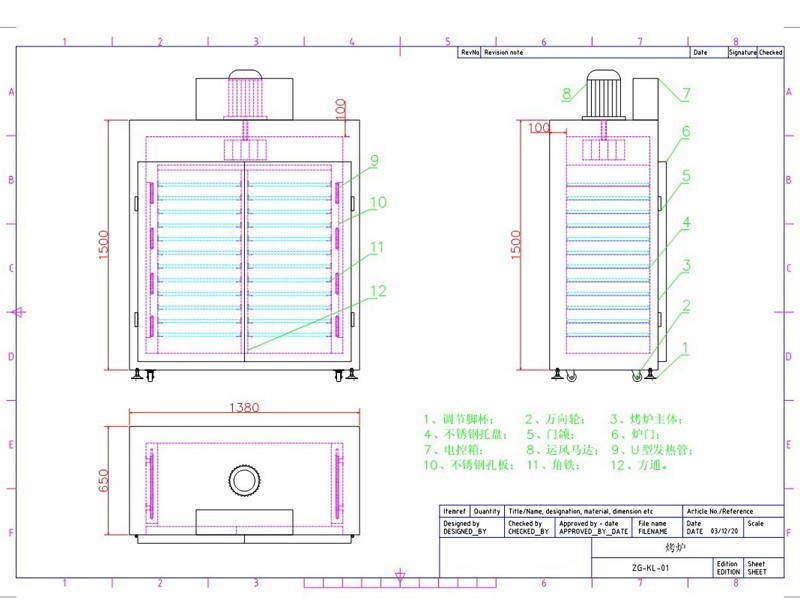 1 2 3 4 5 6 7 8
RevNo Revision note Date Signature Checked
A A
8 7
100 100
6
B 9 5 B
10
4
1500 11 1500
C 3 C
12
2
D 1 D
1380
1、调节脚杯; 2、万向轮; 3、烤炉主体;
4、不锈钢托盘; 5、门颌; 6、炉门;
7、电控箱; 8、运风马达; 9、U型发热管;
10、不锈钢孔板; 11、角铁; 12、方通。
E E
650
Itemref Quantity Title/Name, designation, material, dimension etc Article No./Reference
Designed by Checked by Approved by - date File name Date Scale
DESIGNED_BY CHECKED_BY APPROVED_BY_DATE FILENAME DATE 03/12/20
F F
烤炉
ZG-KL-01 Edition Sheet
EDITION SHEET
1 2 3 4 6 7 8